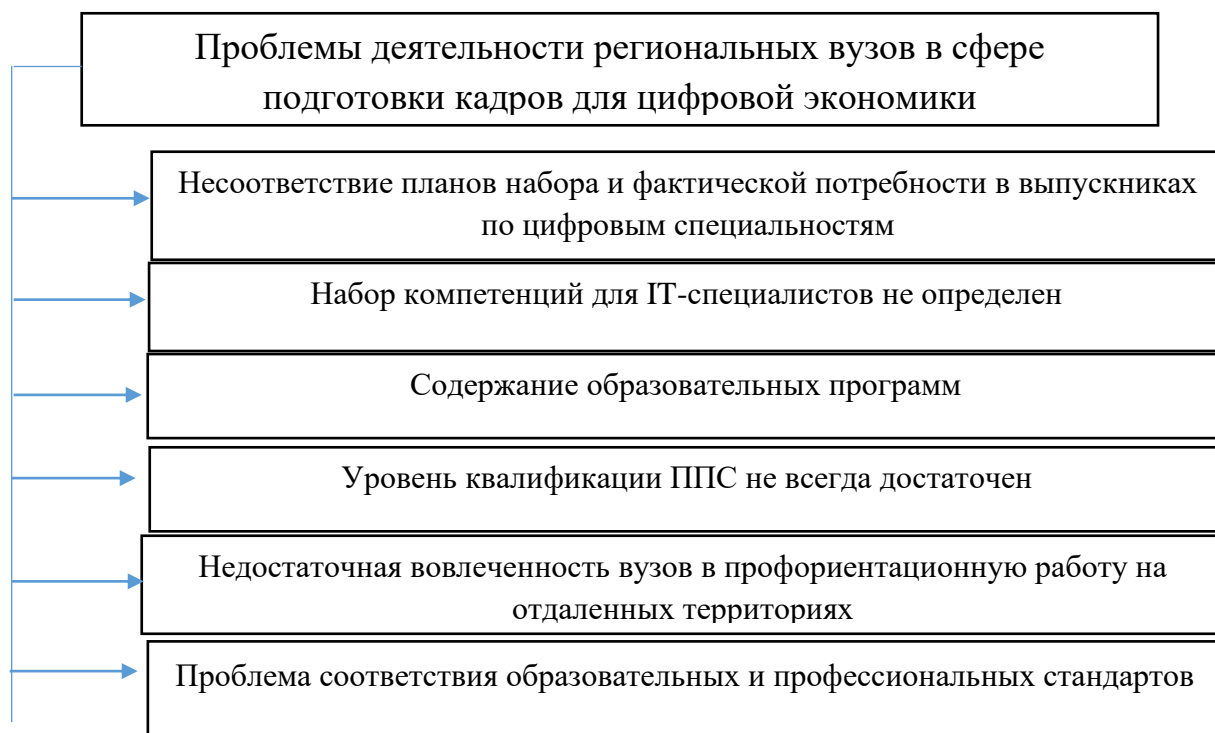 Проблемы деятельности региональных вузов в сфере
подготовки кадров для цифровой экономики
Несоответствие планов набора и фактической потребности в выпускниках
по цифровым специальностям
Набор компетенций для IT-специалистов не определен
Содержание образовательных программ
Уровень квалификации ППС не всегда достаточен
Недостаточная вовлеченность вузов в профориентационную работу на
отдаленных территориях
Проблема соответствия образовательных и профессиональных стандартов